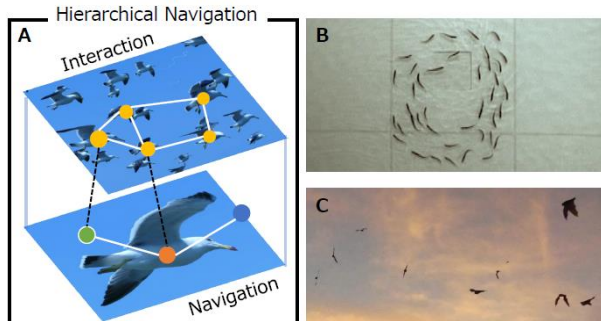 Hierarchical Navigation
A
Interaction
Navigation
B
C